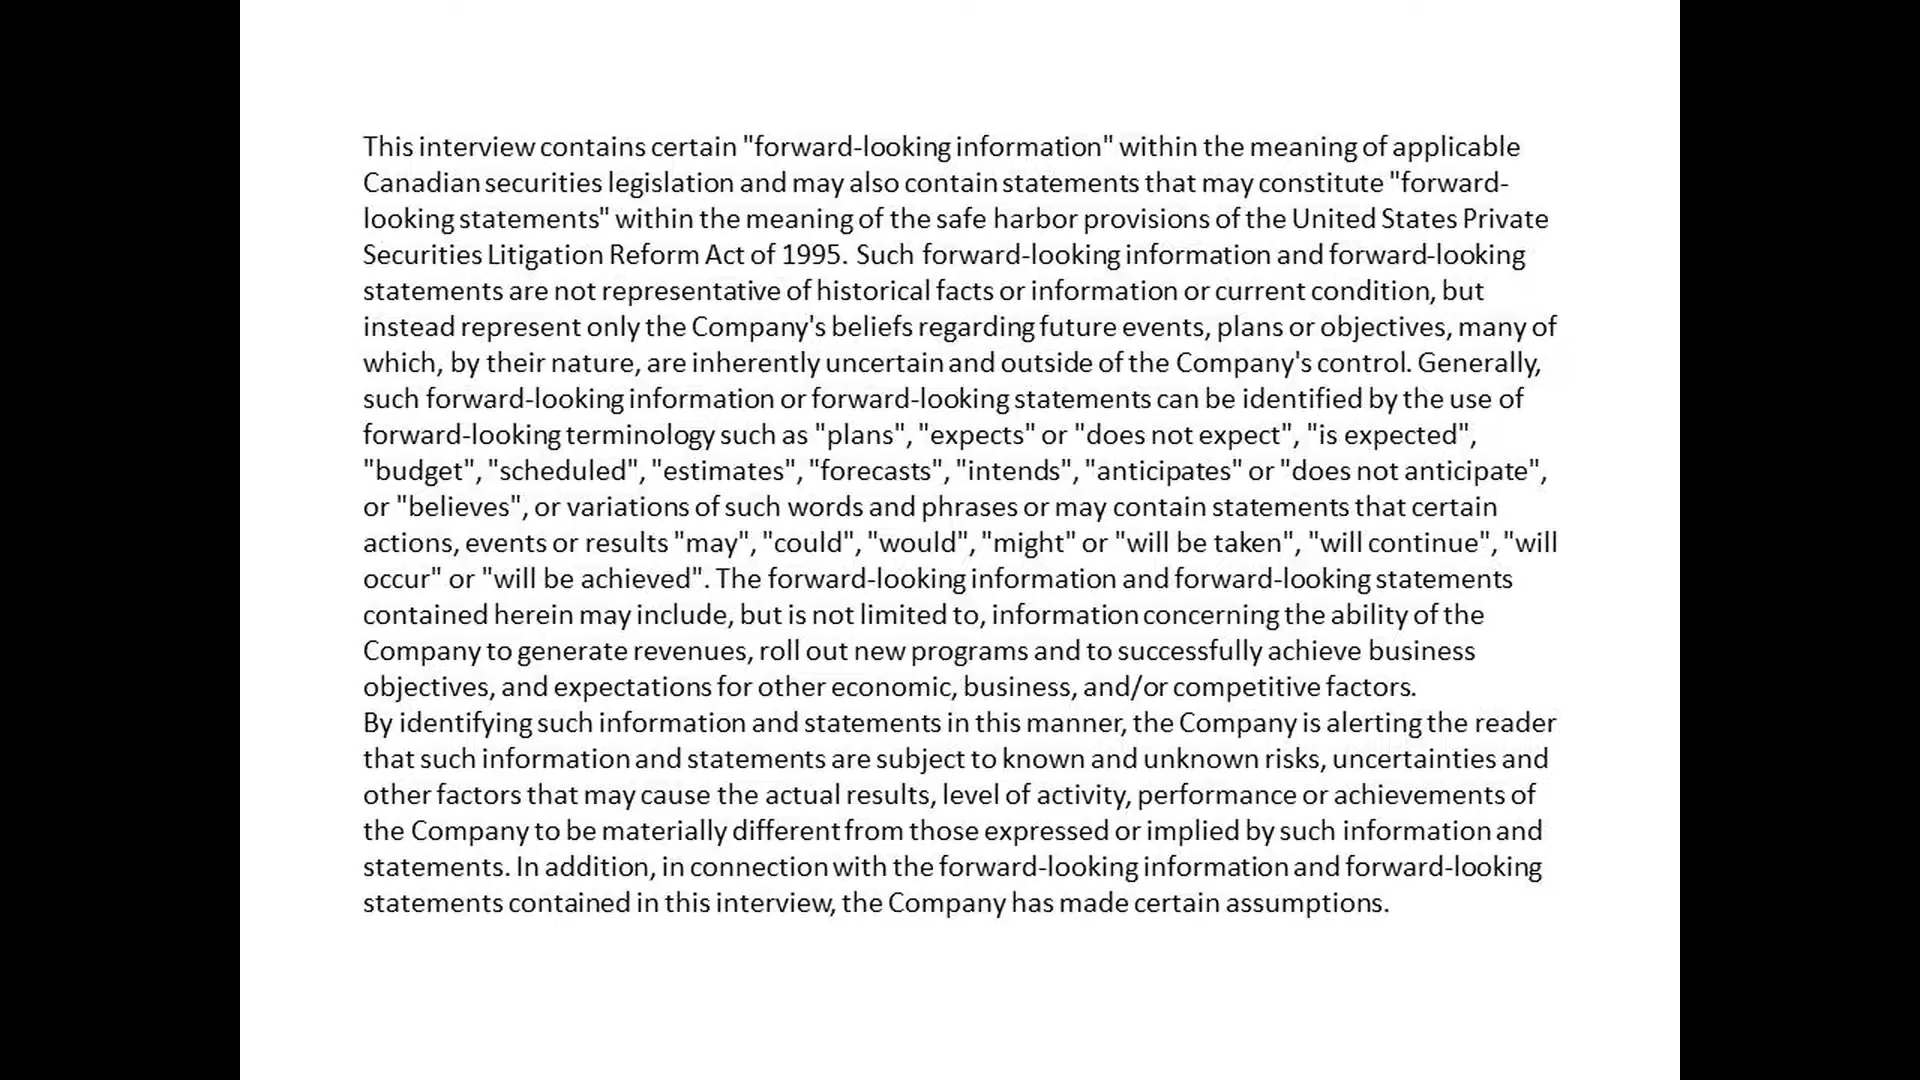 This interview contains certain "forward-looking information" within the meaning of applicable
Canadian securities legislation and may also contain statements that may constitute "forward-
looking statements" within the meaning of the safe harbor provisions of the United States Private
Securities Litigation Reform Act of 1995. Such forward-looking information and forward-looking
statements are not representative of historical facts or information or current condition, but
instead represent only the Company's beliefs regarding future events, plans or objectives, many of
which, by their nature, are inherently uncertain and outside of the Company's control. Generally,
such forward-looking information or forward-looking statements can be identified by the use of
forward-looking terminology such as "plans", "expects" or "does not expect", "is expected",
"budget", "scheduled", "estimates", "forecasts", "intends", "anticipates" or "does not anticipate",
or "believes", or variations of such words and phrases or may contain statements that certain
actions, events or results "may", "could", "would", "might" or "will be taken", "will continue", "will
occur" or "will be achieved". The forward-looking information and forward-looking statements
contained herein may include, but is not limited to, information concerning the ability of the
Company to generate revenues, roll out new programs and to successfully achieve business
objectives, and expectations for other economic, business, and/or competitive factors.
By identifying such information and statements in this manner, the Company is alerting the reader
that such information and statements are subject to known and unknown risks, uncertainties and
other factors that may cause the actual results, level of activity, performance or achievements of
the Company to be materially different from those expressed or implied by such information and
statements. In addition, in connection with the forward-looking information and forward-looking
statements contained in this interview, the Company has made certain assumptions.